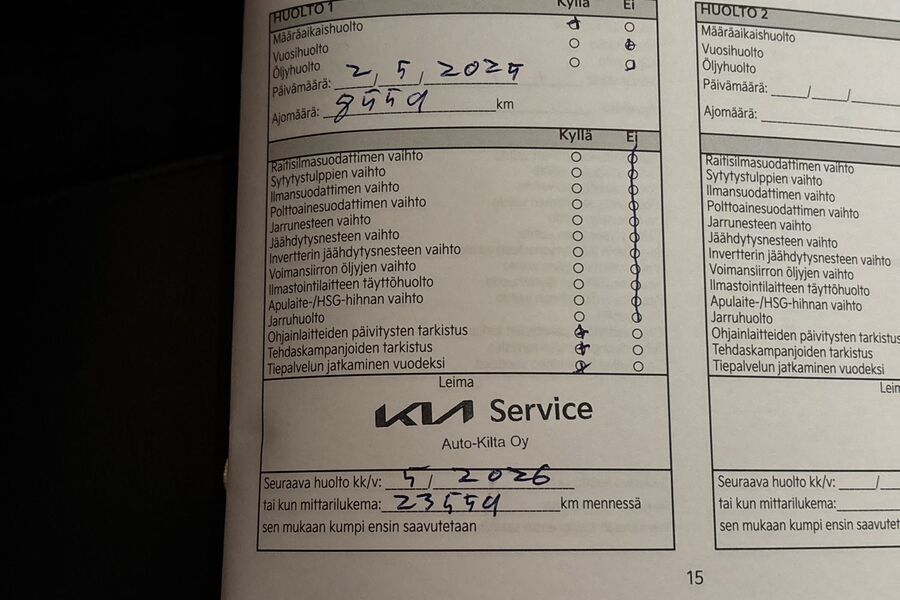 HUOLTO 1 Kyllä Ei
Määräaikaishuolto
Vuosihuolto
Öljyhuolto
Päivämäärä: 2 / 5 / 2025
Ajomäärä: 8559 km
Kyllä Ei
Raitisilmasuodattimen vaihto
Sytytystulppien vaihto
Ilmansuodattimen vaihto
Polttoainesuodattimen vaihto
Jarrunesteen vaihto
Jäähdytysnesteen vaihto
Invertterin jäähdytysnesteen vaihto
Voimansiirron öljyjen vaihto
Ilmastointilaitteen täyttöhuolto
Apulaite-/HSG-hihnan vaihto
Jarruhuolto
Ohjainlaitteiden päivitysten tarkistus
Tehdaskampanjoiden tarkistus
Tiepalvelun jatkaminen vuodeksi
Leima
KIA Service
Auto-Kilta Oy
Seuraava huolto kk/v: 5 / 2026
tai kun mittarilukema: 23559 km mennessä
sen mukaan kumpi ensin saavutetaan
15
HUOLTO 2
Määräaikaishuolto
Vuosihuolto
Öljyhuolto
Päivämäärä: / /
Ajomäärä:
Raitisilmasuodattimen vaihto
Sytytystulppien vaihto
Ilmansuodattimen vaihto
Polttoainesuodattimen vaihto
Jarrunesteen vaihto
Jäähdytysnesteen vaihto
Invertterin jäähdytysnesteen vaihto
Voimansiirron öljyjen vaihto
Ilmastointilaitteen täyttöhuolto
Apulaite-/HSG-hihnan vaihto
Jarruhuolto
Ohjainlaitteiden päivitysten
Tehdaskampanjoiden tarkistus
Tiepalvelun jatkaminen vuodeksi
Leim
Seuraava huolto kk/v: /
tai kun mittarilukema:
sen mukaan kumpi ensin